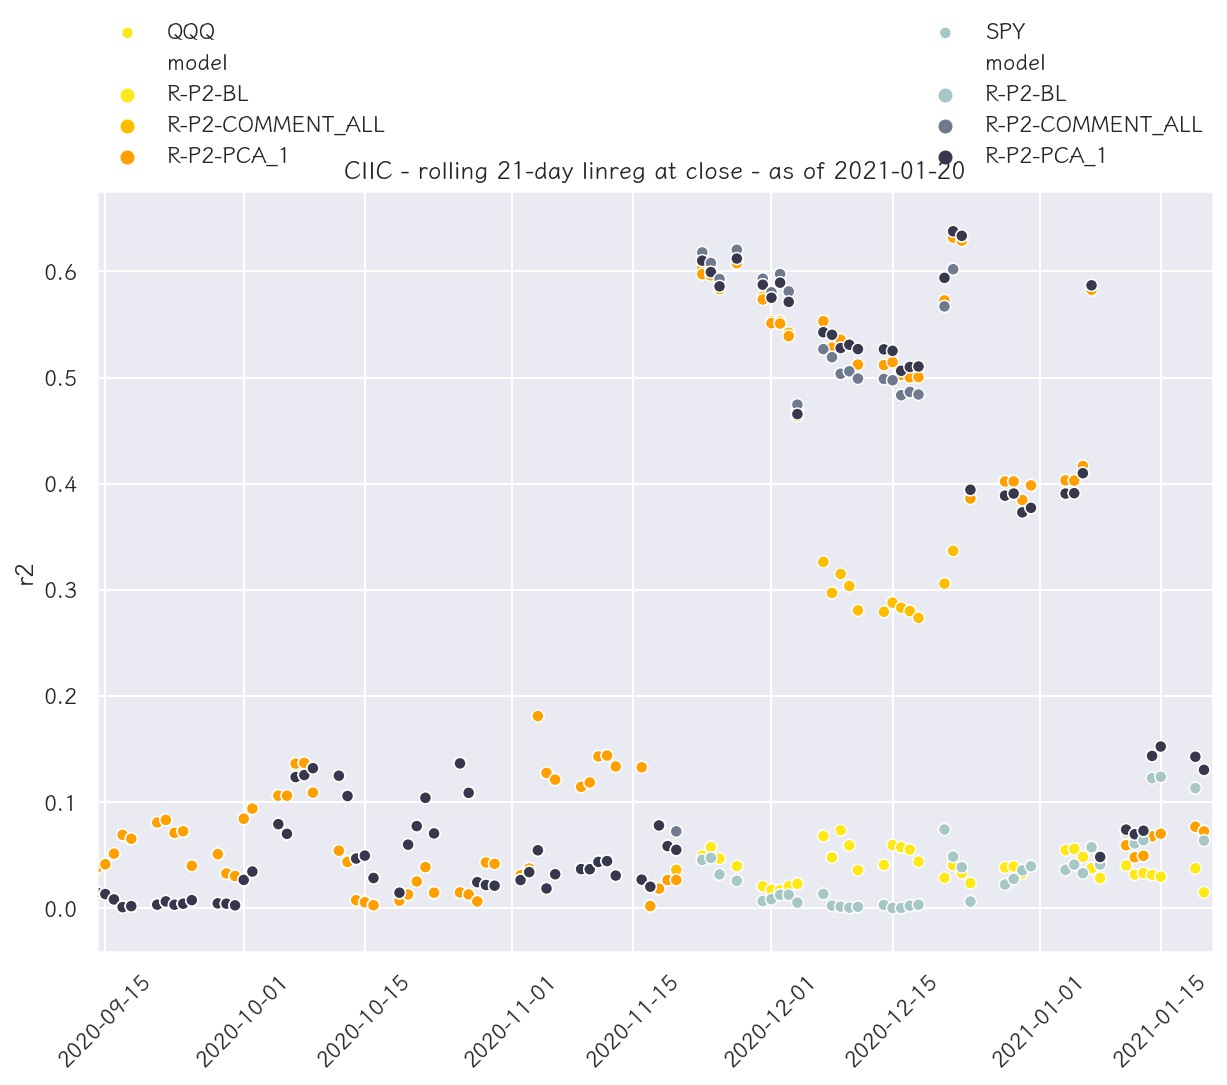 QQQ
model
R-P2-BL
R-P2-COMMENT_ALL
R-P2-PCA_1
SPY
model
R-P2-BL
R-P2-COMMENT_ALL
R-P2-PCA_1
CIIC - rolling 21-day linreg at close - as of 2021-01-20
r2
0.6
0.5
0.4
0.3
0.2
0.1
0.0
2020-09-15
2020-10-01
2020-10-15
2020-11-01
2020-11-15
2020-12-01
2020-12-15
2021-01-01
2021-01-15